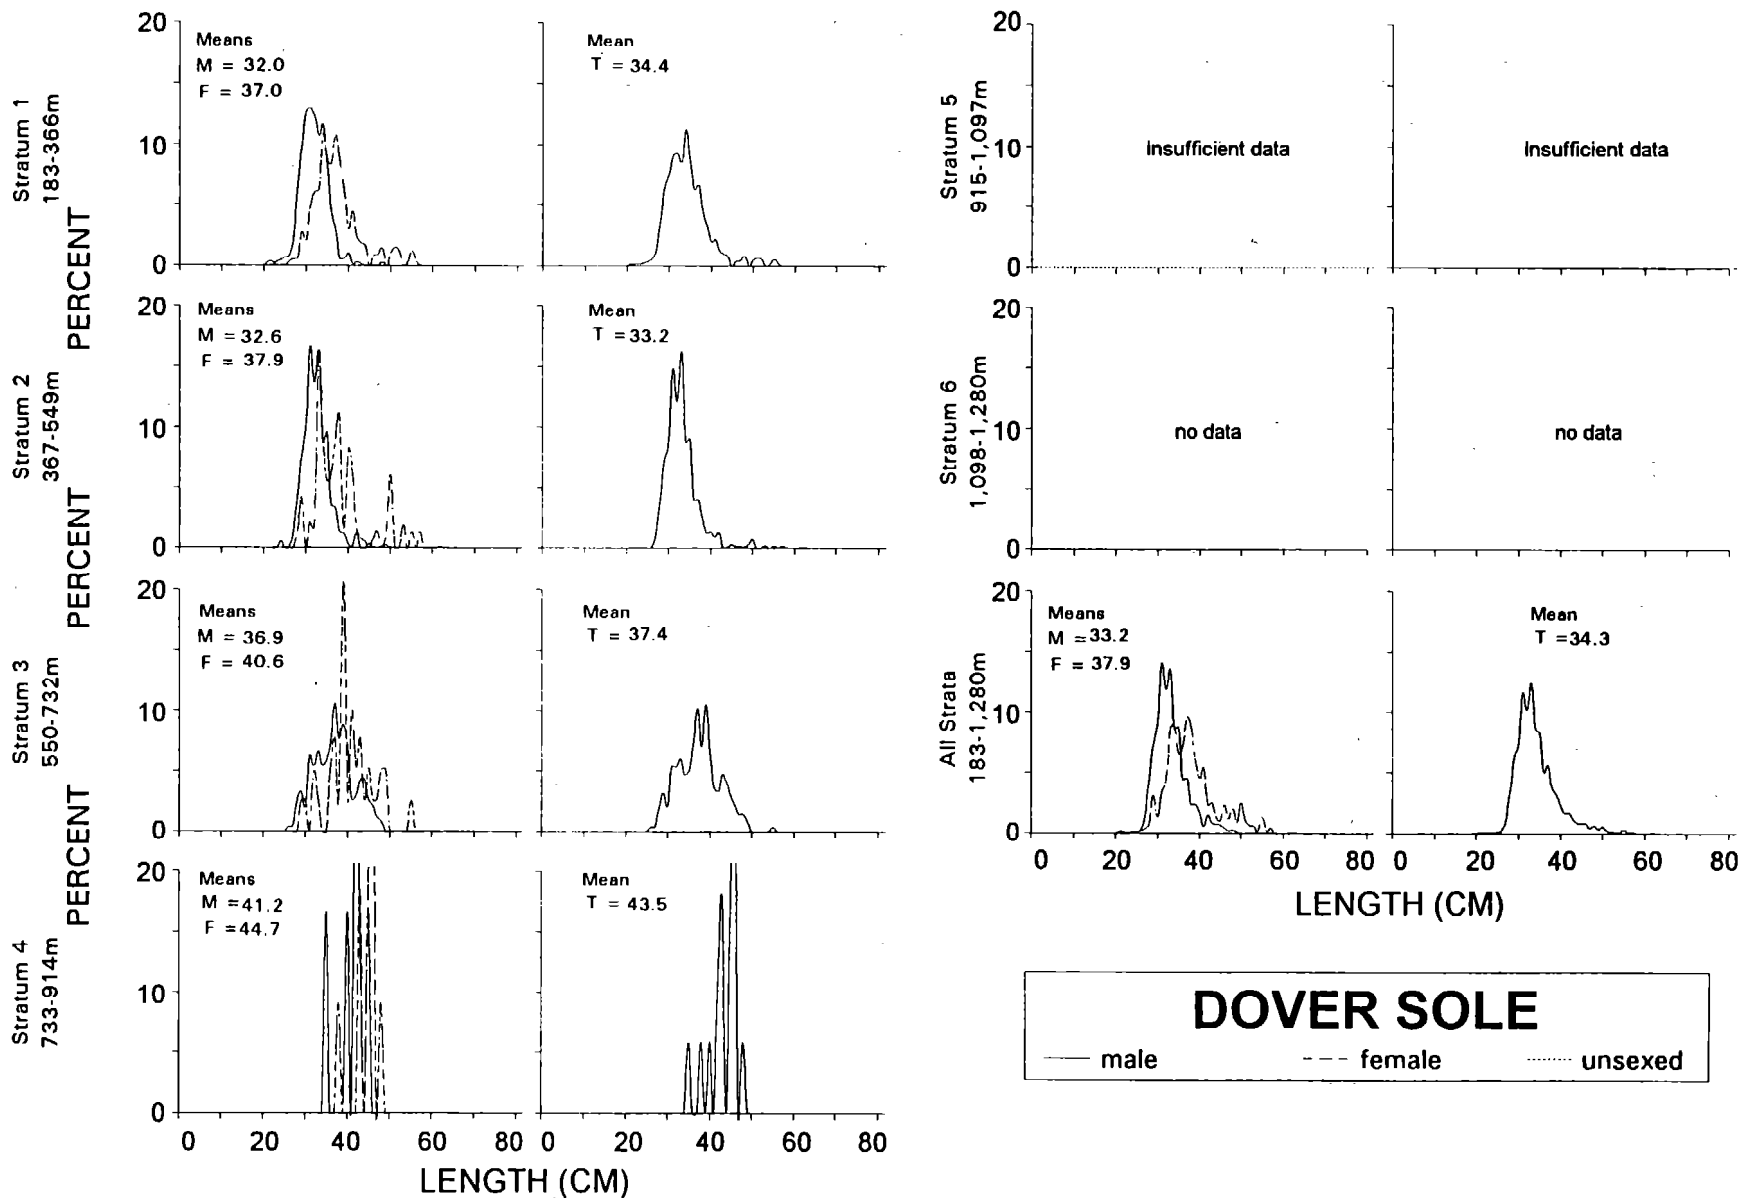 Stratum 1
183-366m
PERCENT
20
10
0
Means
M = 32.0
F = 37.0
Mean
T = 34.4
Stratum 2
367-549m
PERCENT
20
10
0
Means
M = 32.6
F = 37.9
Mean
T = 33.2
Stratum 3
550-732m
PERCENT
20
10
0
Means
M = 36.9
F = 40.6
Mean
T = 37.4
Stratum 4
733-914m
20
10
0
Means
M = 41.2
F = 44.7
Mean
T = 43.5
0 20 40 60 80 0 20 40 60 80
LENGTH (CM)
Stratum 5
915-1,097m
20
10
0
insufficient data
insufficient data
Stratum 6
1,098-1,280m
20
10
0
no data
no data
All Strata
183-1,280m
20
10
0
Means
M = 33.2
F = 37.9
Mean
T = 34.3
0 20 40 60 80 0 20 40 60 80
LENGTH (CM)
DOVER SOLE
male female unsexed